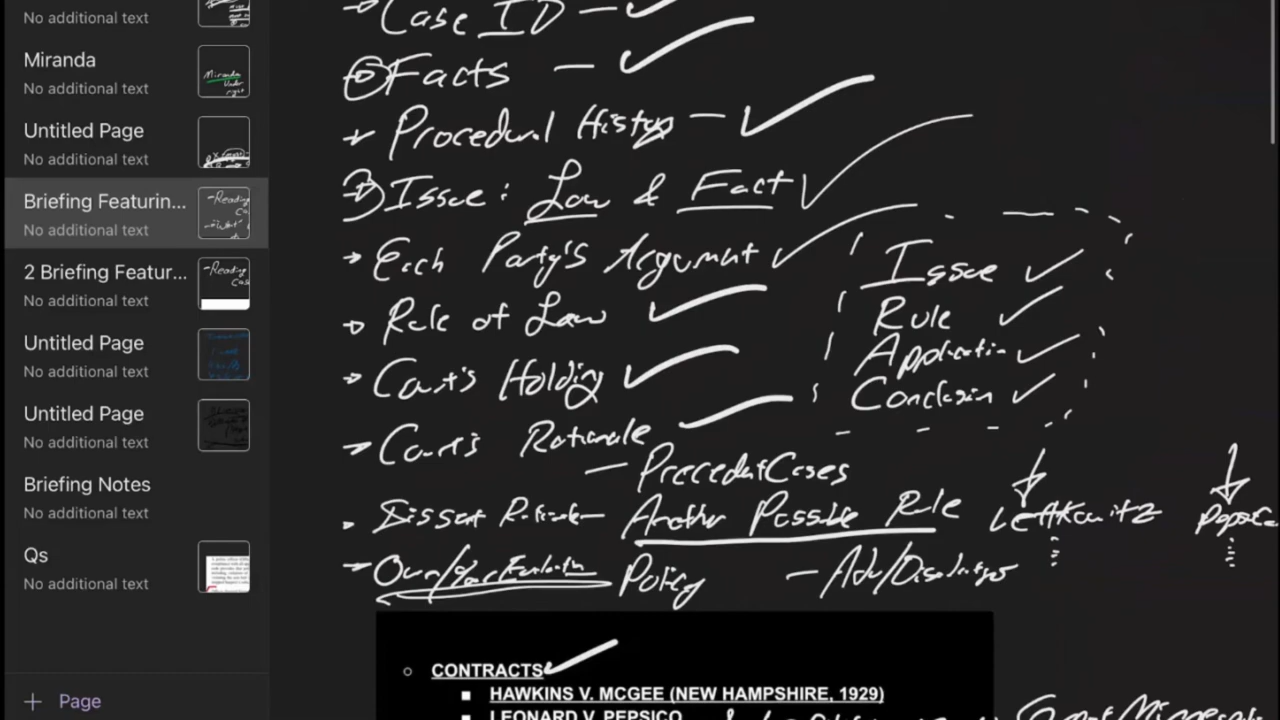 No additional text
Miranda
No additional text
Untitled Page
No additional text
Briefing Featurin...
No additional text
2 Briefing Featur...
No additional text
Untitled Page
No additional text
Untitled Page
No additional text
Briefing Notes
No additional text
Qs
No additional text
+ Page
Case ID —
Facts —
Procedural History —
Issue: Law & Fact
Each Party's Argument
Rule of Law
Court's Holding
Court's Rationale
— Precedent Cases
Dissent Another Possible Rule
Policy — Adv/
Issue
Rule
Application
Conclusion
Leftkowitz
Pepsico
CONTRACTS
HAWKINS V. MCGEE (NEW HAMPSHIRE, 1929)
LEONARD V. PEPSICO